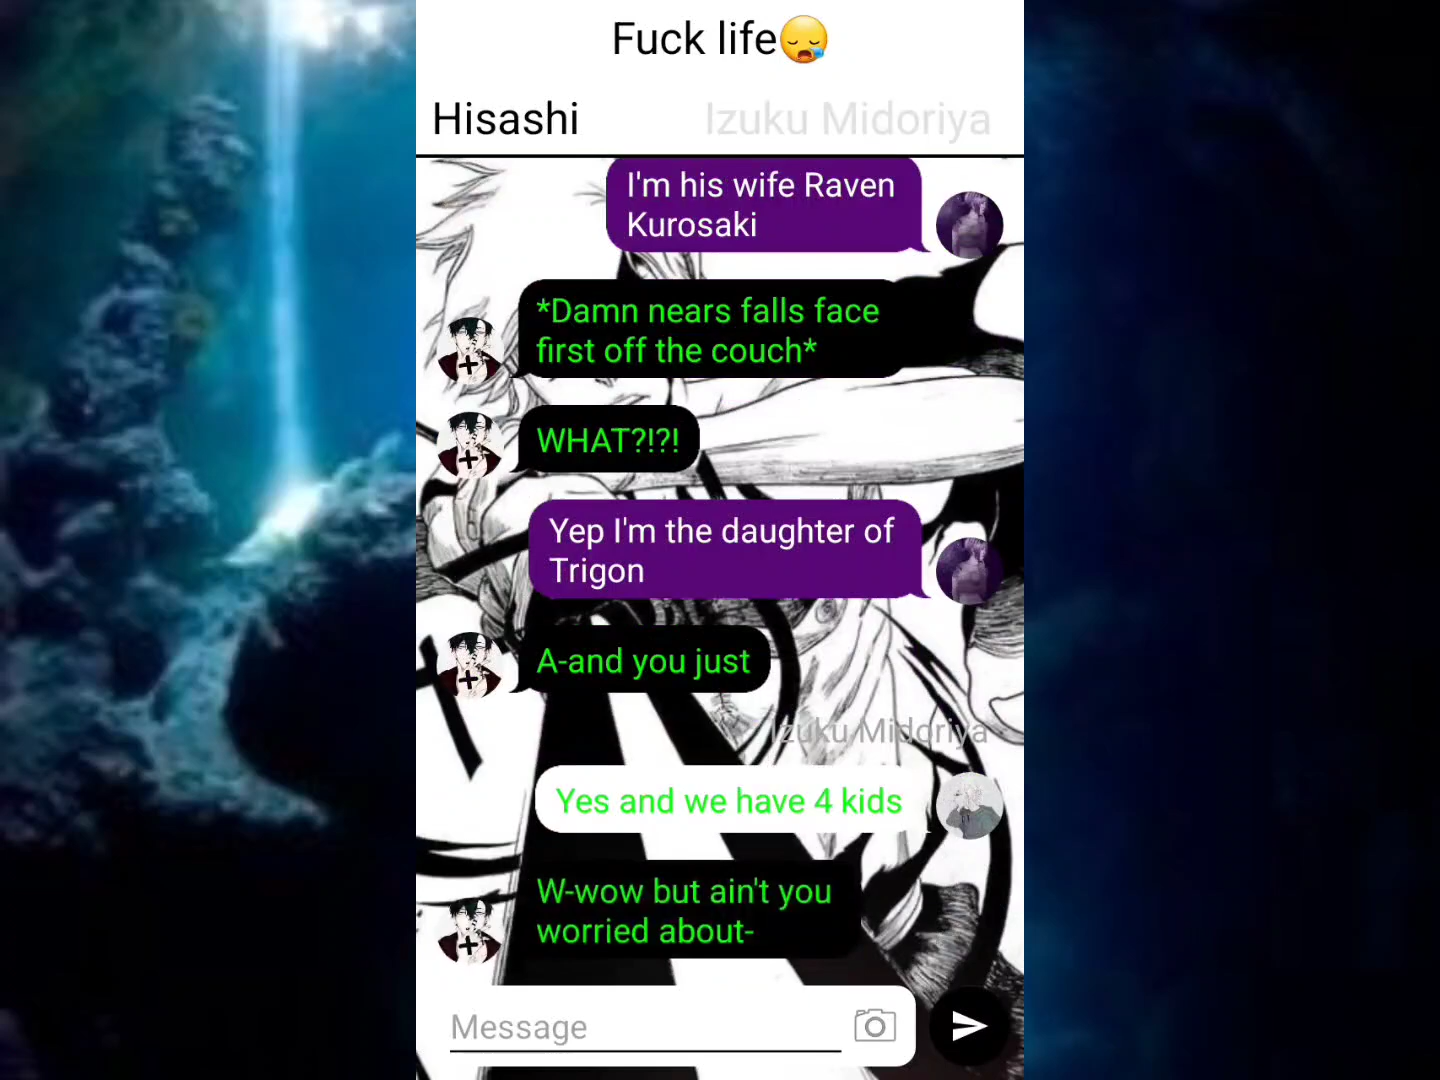 Fuck life😪
Hisashi
Izuku Midoriya
I'm his wife Raven
Kurosaki
*Damn nears falls face
first off the couch*
WHAT?!?!
Yep I'm the daughter of
Trigon
A-and you just
Izuku Midoriya
Yes and we have 4 kids
W-wow but ain't you
worried about-
Message